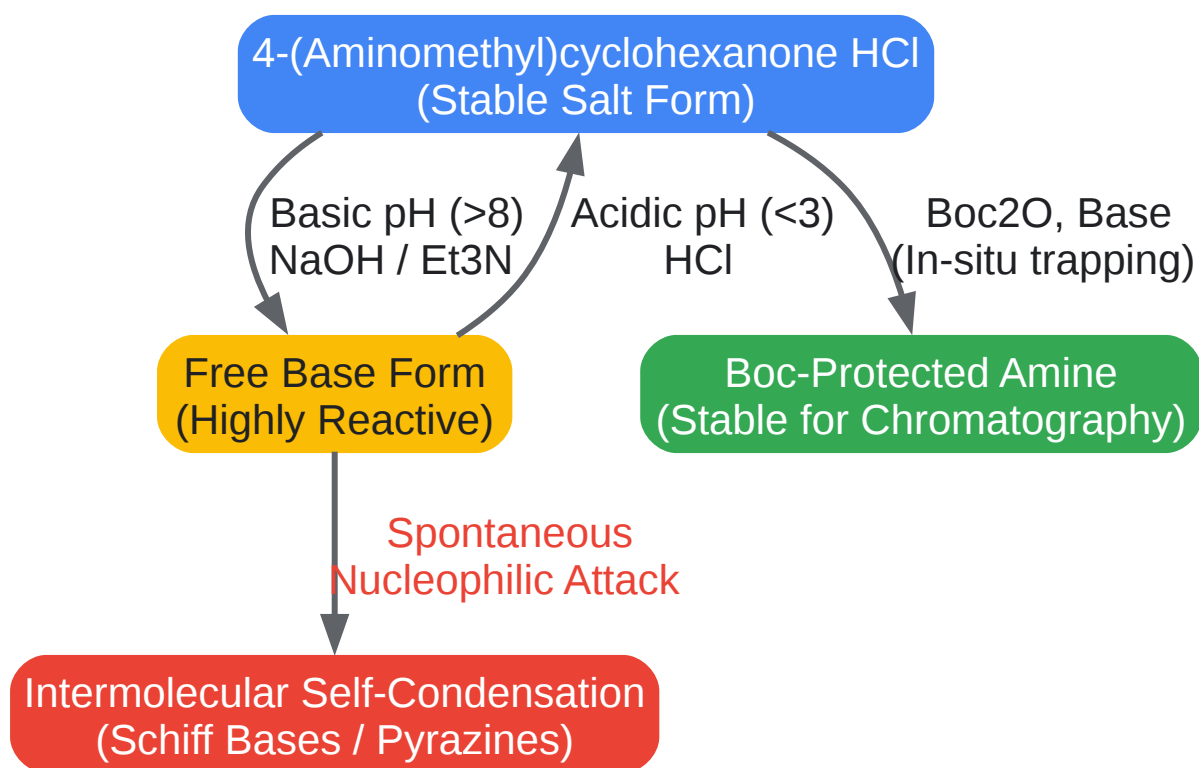 4-(Aminomethyl)cyclohexanone HCl
(Stable Salt Form)
Basic pH (>8)
NaOH / Et3N
Acidic pH (<3)
HCl
Boc2O, Base
(In-situ trapping)
Free Base Form
(Highly Reactive)
Boc-Protected Amine
(Stable for Chromatography)
Spontaneous
Nucleophilic Attack
Intermolecular Self-Condensation
(Schiff Bases / Pyrazines)